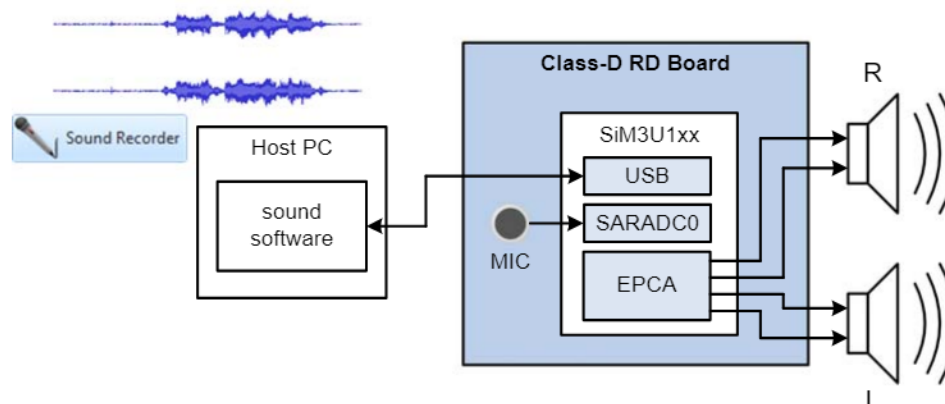 Class-D RD Board
R
Sound Recorder
Host PC
SiM3U1xx
USB
sound
software
SARADC0
MIC
EPCA
L